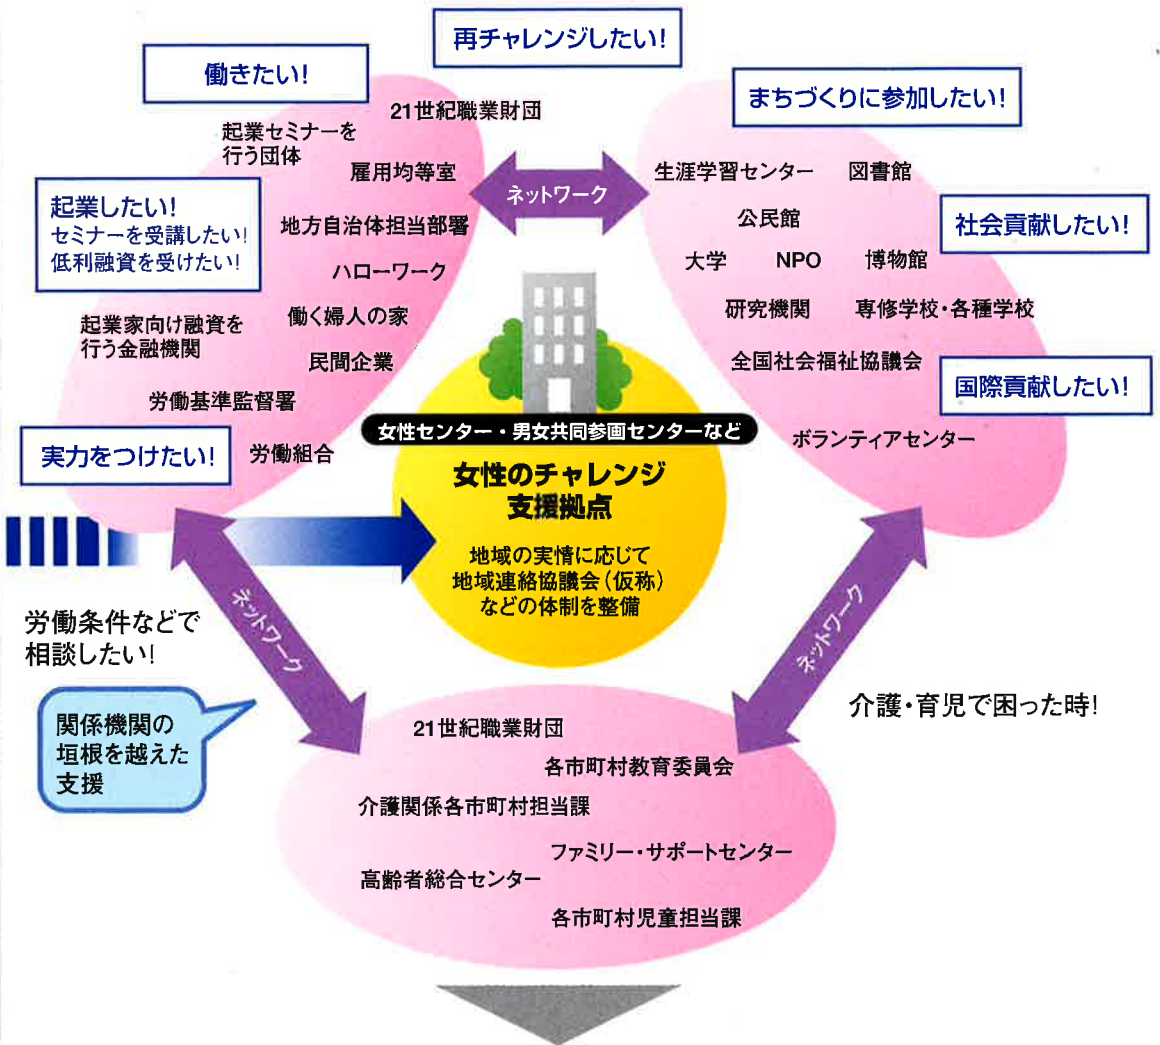 再チャレンジしたい!
働きたい!
まちづくりに参加したい!
21世紀職業財団
起業セミナーを
行う団体
雇用均等室
起業したい!
セミナーを受講したい!
低利融資を受けたい!
地方自治体担当部署
ハローワーク
起業家向け融資を
行う金融機関
働く婦人の家
民間企業
労働基準監督署
実力をつけたい!
労働組合
ネットワーク
生涯学習センター
図書館
公民館
社会貢献したい!
大学
NPO
博物館
研究機関
専修学校・各種学校
全国社会福祉協議会
国際貢献したい!
ボランティアセンター
女性センター・男女共同参画センターなど
女性のチャレンジ
支援拠点
地域の実情に応じて
地域連絡協議会(仮称)
などの体制を整備
ネットワーク
ネットワーク
労働条件などで
相談したい!
関係機関の
垣根を越えた
支援
介護・育児で困った時!
21世紀職業財団
各市町村教育委員会
介護関係各市町村担当課
ファミリー・サポートセンター
高齢者総合センター
各市町村児童担当課